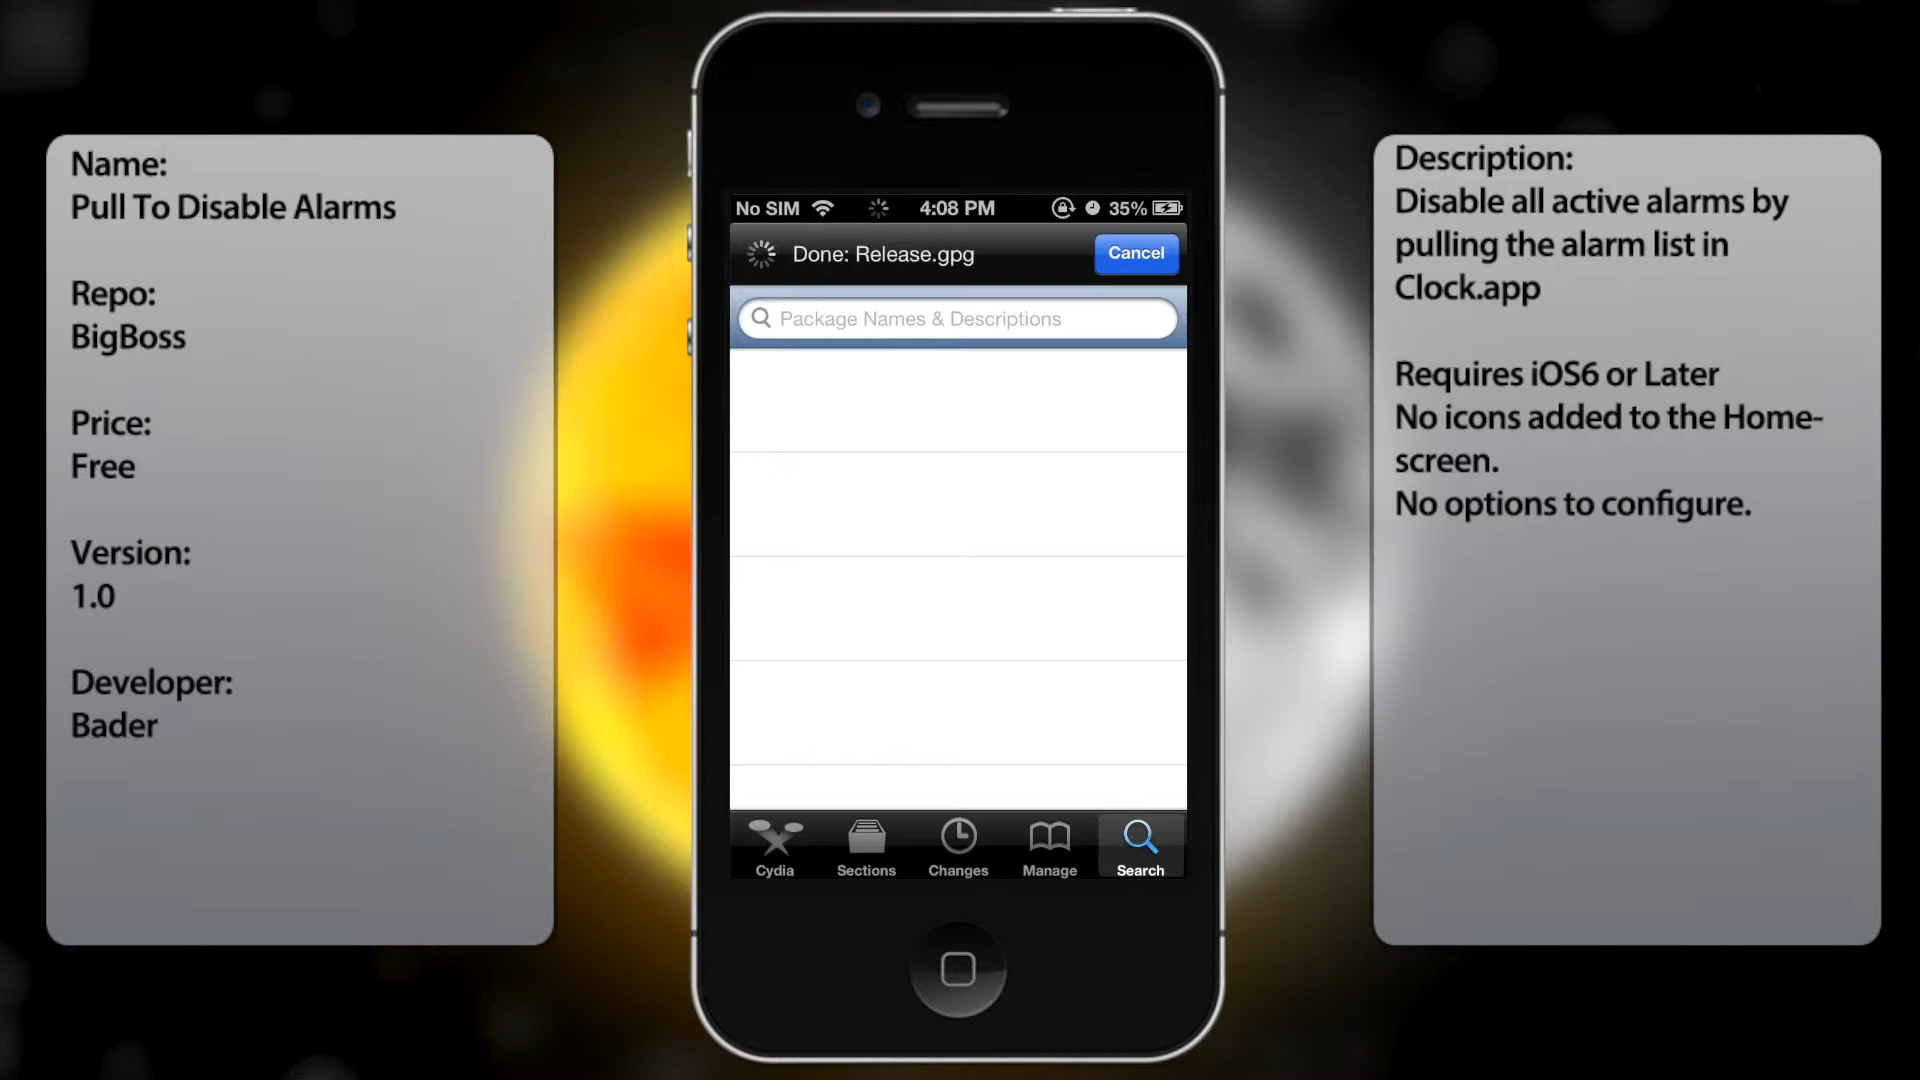 Name:
Pull To Disable Alarms
Repo:
BigBoss
Price:
Free
Version:
1.0
Developer:
Bader
No SIM 4:08 PM 35%
Done: Release.gpg Cancel
Package Names & Descriptions
Cydia Sections Changes Manage Search
Description:
Disable all active alarms by
pulling the alarm list in
Clock.app
Requires iOS6 or Later
No icons added to the Home-
screen.
No options to configure.